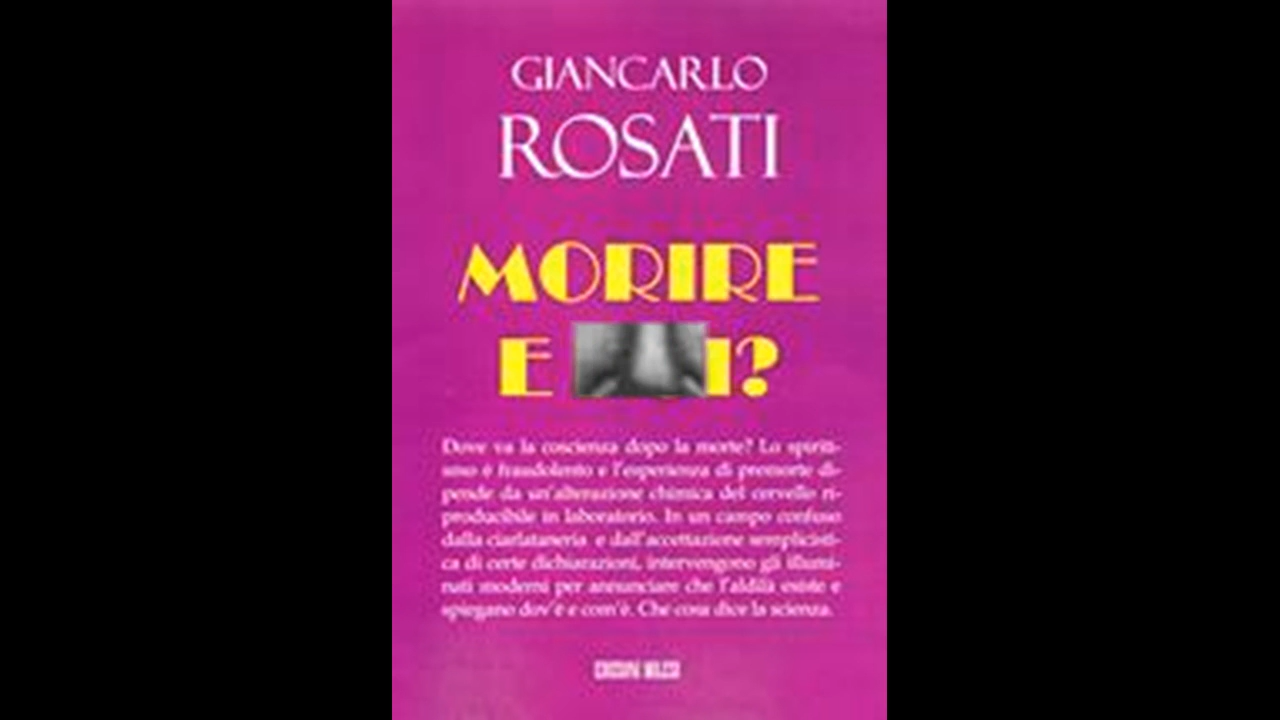 GIANCARLO
ROSATI
MORIRE
E I?
Dove va la coscienza dopo la morte? Lo spiriti-
smo è fraudolento e l'esperienza di premorte di-
pende da un'alterazione chimica del cervello ri-
producibile in laboratorio. In un campo confuso
dalla ciarlataneria e dall'accettazione semplicisti-
ca di certe dichiarazioni, intervengono gli illumi-
nati moderni per annunciare che l'aldilà esiste e
spiegano dov'è e com'è. Che cosa dice la scienza.